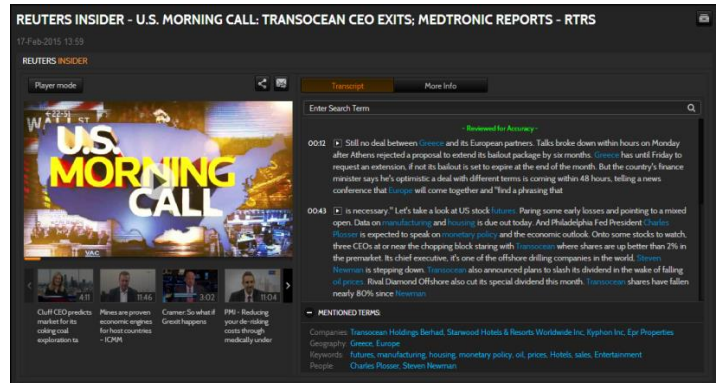 REUTERS INSIDER - U.S. MORNING CALL: TRANSOCEAN CEO EXITS; MEDTRONIC REPORTS - RTRS
17-Feb-2015 13:59
REUTERS INSIDER
Player mode
WALL ST
U.S.
MORNING
CALL
VAC
4:11
11:46
3:02
11:04
Cluff CEO predicts
market for its
coking coal
exploration ta
Mines are proven
economic engines
for host countries
- ICMM
Cramer: So what if
Grexit happens
PMI - Reducing
your de-risking
costs through
medically under
Transcript
More Info
Enter Search Term
- Reviewed for Accuracy -
00:12 Still no deal between Greece and its European partners. Talks broke down within hours on Monday
after Athens rejected a proposal to extend its bailout package by six months. Greece has until Friday to
request an extension, if not its bailout is set to expire at the end of the month. But the country's finance
minister says he's optimistic a deal with different terms is coming within 48 hours, telling a news
conference that Europe will come together and "find a phrasing that
00:43 is necessary." Let's take a look at US stock futures. Paring some early losses and pointing to a mixed
open. Data on manufacturing and housing is due out today. And Philadelphia Fed President Charles
Plosser is expected to speak on monetary policy and the economic outlook. Onto some stocks to watch,
three CEOs at or near the chopping block staring with Transocean where shares are up better than 2% in
the premarket. Its chief executive, it's one of the offshore drilling companies in the world, Steven
Newman is stepping down. Transocean also announced plans to slash its dividend in the wake of falling
oil prices. Rival Diamond Offshore also cut its special dividend this month. Transocean shares have fallen
nearly 80% since Newman
MENTIONED TERMS:
Companies: Transocean Holdings Berhad, Starwood Hotels & Resorts Worldwide Inc, Kyphon Inc, Epr Properties
Geography: Greece, Europe
Keywords: futures, manufacturing, housing, monetary policy, oil, prices, Hotels, sales, Entertainment
People: Charles Plosser, Steven Newman